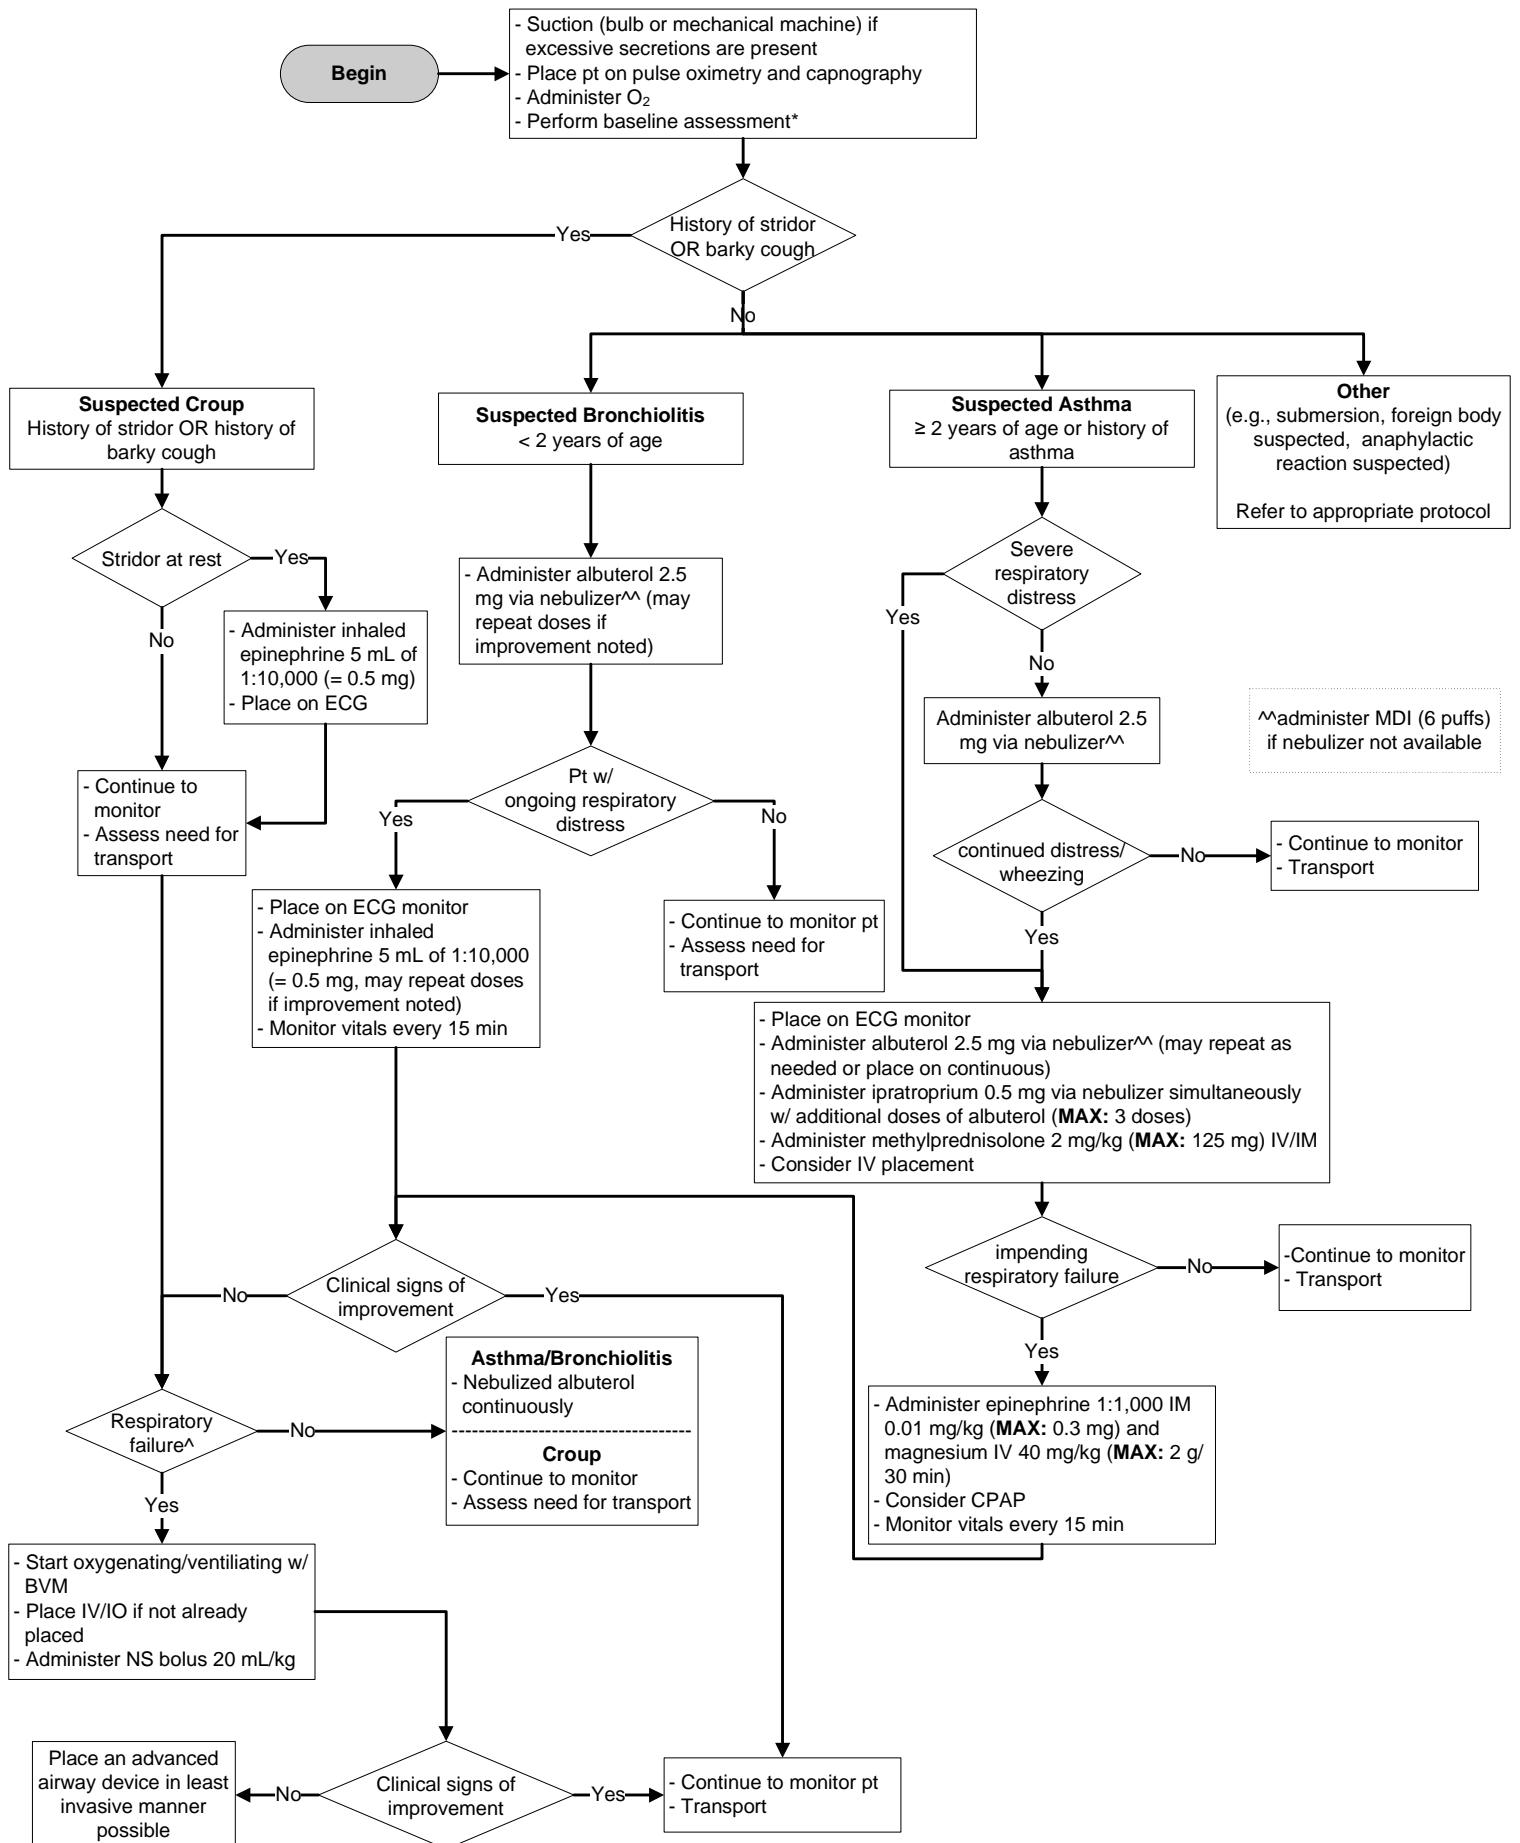 Begin
- Suction (bulb or mechanical machine) if
excessive secretions are present
- Place pt on pulse oximetry and capnography
- Administer O₂
- Perform baseline assessment*
History of stridor
OR barky cough
Yes
No
Suspected Croup
History of stridor OR history of
barky cough
Suspected Bronchiolitis
< 2 years of age
Suspected Asthma
≥ 2 years of age or history of
asthma
Other
(e.g., submersion, foreign body
suspected, anaphylactic
reaction suspected)
Refer to appropriate protocol
Stridor at rest
Yes
No
- Administer inhaled
epinephrine 5 mL of
1:10,000 (= 0.5 mg)
- Place on ECG
- Continue to
monitor
- Assess need for
transport
- Administer albuterol 2.5
mg via nebulizer^^ (may
repeat doses if
improvement noted)
Pt w/
ongoing respiratory
distress
Yes
No
- Place on ECG monitor
- Administer inhaled
epinephrine 5 mL of 1:10,000
(= 0.5 mg, may repeat doses
if improvement noted)
- Monitor vitals every 15 min
- Continue to monitor pt
- Assess need for
transport
Severe
respiratory
distress
Yes
No
Administer albuterol 2.5
mg via nebulizer^^
^^administer MDI (6 puffs)
if nebulizer not available
continued distress/
wheezing
No
Yes
- Continue to monitor
- Transport
- Place on ECG monitor
- Administer albuterol 2.5 mg via nebulizer^^ (may repeat as
needed or place on continuous)
- Administer ipratroprium 0.5 mg via nebulizer simultaneously
w/ additional doses of albuterol (MAX: 3 doses)
- Administer methylprednisolone 2 mg/kg (MAX: 125 mg) IV/IM
- Consider IV placement
impending
respiratory failure
No
Yes
-Continue to monitor
- Transport
- Administer epinephrine 1:1,000 IM
0.01 mg/kg (MAX: 0.3 mg) and
magnesium IV 40 mg/kg (MAX: 2 g/
30 min)
- Consider CPAP
- Monitor vitals every 15 min
Clinical signs of
improvement
No
Yes
Respiratory
failure^
No
Yes
Asthma/Bronchiolitis
- Nebulized albuterol
continuously
----------------------------------
Croup
- Continue to monitor
- Assess need for transport
- Start oxygenating/ventiliating w/
BVM
- Place IV/IO if not already
placed
- Administer NS bolus 20 mL/kg
Clinical signs of
improvement
No
Yes
Place an advanced
airway device in least
invasive manner
possible
- Continue to monitor pt
- Transport